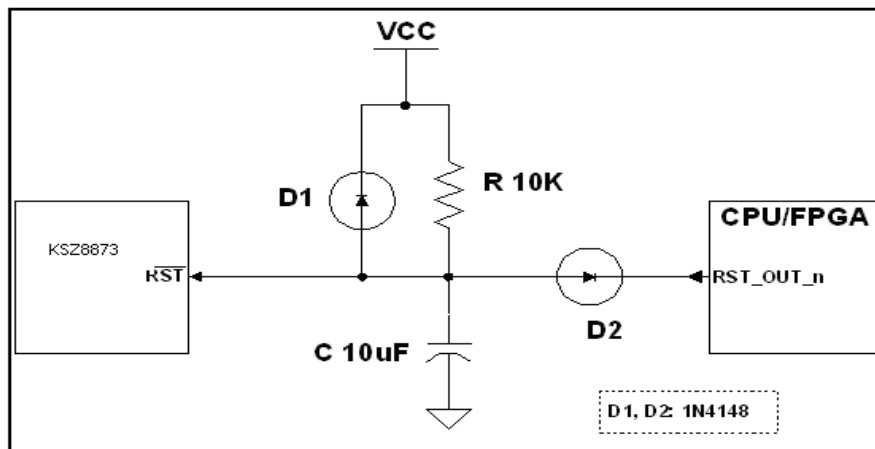 VCC
D1
R 10K
CPU/FPGA
KSZ8873
RST
RST_OUT_n
D2
C 10uF
D1, D2: 1N4148